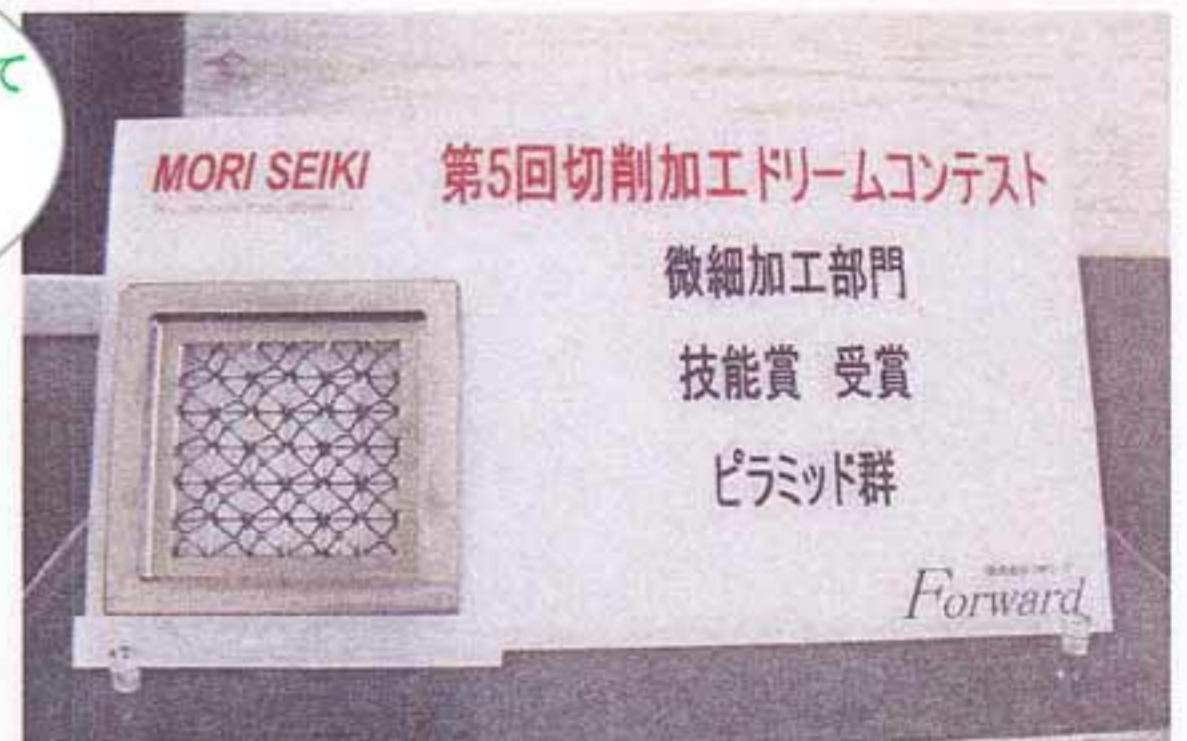 て
MORI SEIKI
第5回切削加工ドリームコンテスト
微細加工部門
技能賞 受賞
ピラミッド群
Forward